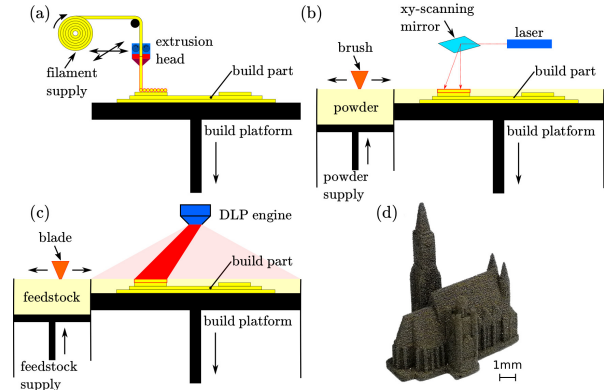 (a)
filament
supply
extrusion
head
build part
build platform
(b)
xy-scanning
mirror
laser
brush
powder
build part
build platform
powder
supply
(c)
DLP engine
blade
feedstock
build part
build platform
feedstock
supply
(d)
1mm